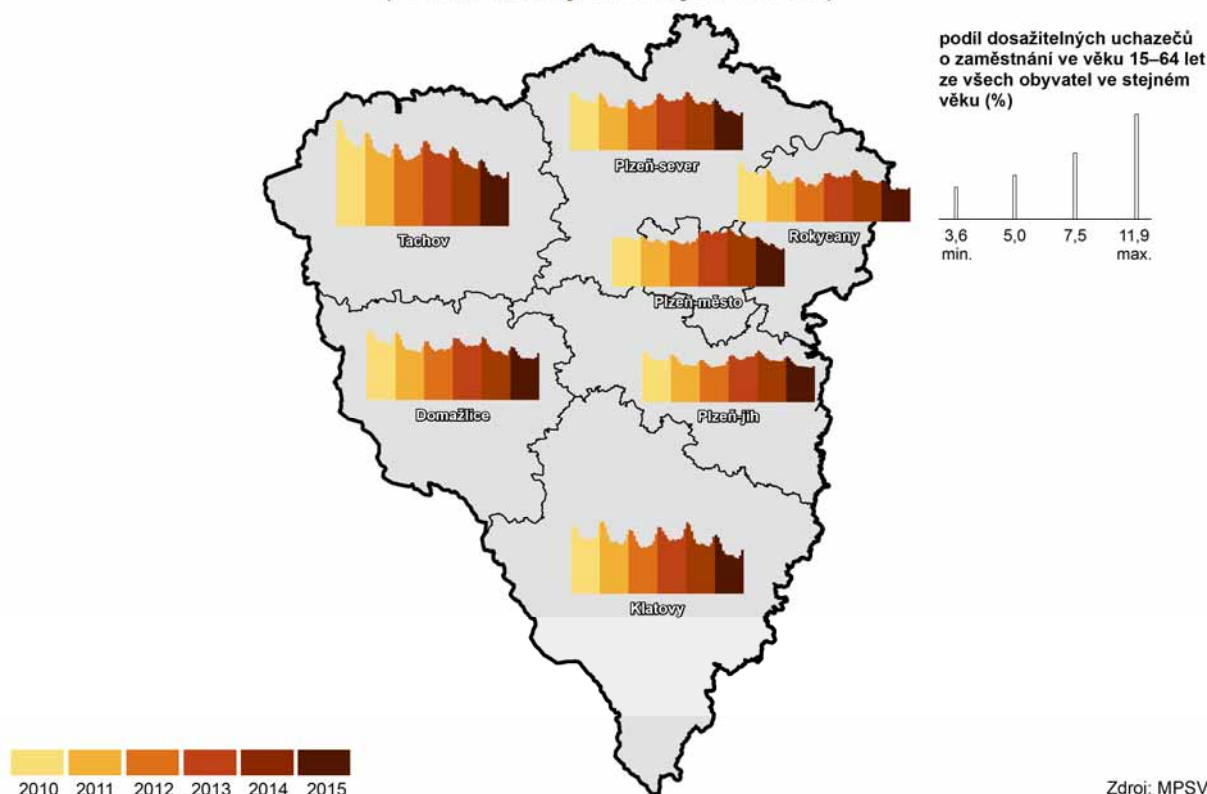 podíl dosažitelných uchazečů
o zaměstnání ve věku 15–64 let
ze všech obyvatel ve stejném
věku (%)
3,6 5,0 7,5 11,9
min. max.
Plzeň-sever
Rokycany
Tachov
Plzeň-město
Domažlice
Plzeň-jih
Klatovy
2010 2011 2012 2013 2014 2015
Zdroj: MPSV